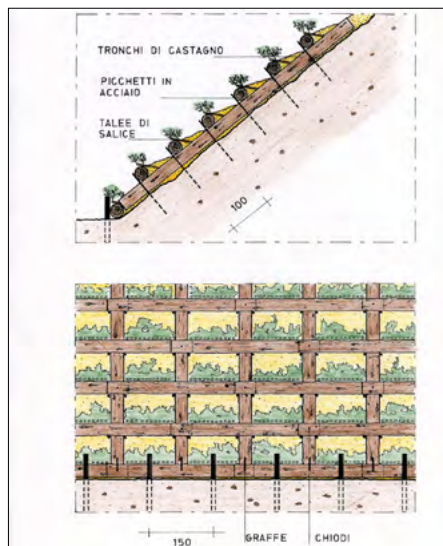 TRONCHI DI CASTAGNO
PICCHETTI IN
ACCIAIO
TALEE DI
SALICE
100
150
GRAFFE
CHIODI